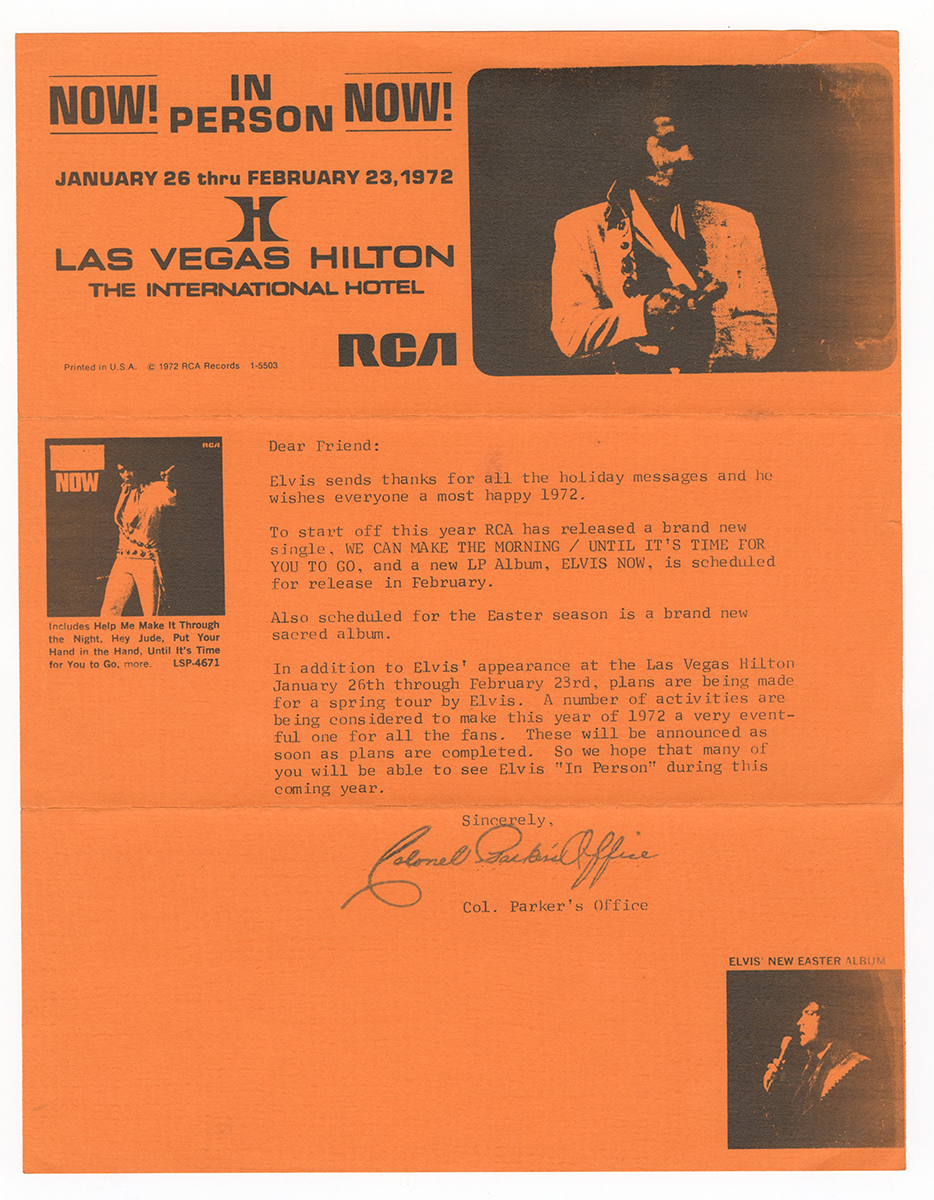 NOW! IN PERSON NOW!
JANUARY 26 thru FEBRUARY 23, 1972
H
LAS VEGAS HILTON
THE INTERNATIONAL HOTEL
RCA
Printed in U.S.A. © 1972 RCA Records 1-5503
RCA
NOW
Includes Help Me Make It Through
the Night, Hey Jude, Put Your
Hand in the Hand, Until It's Time
for You to Go, more. LSP-4671
Dear Friend:
Elvis sends thanks for all the holiday messages and he
wishes everyone a most happy 1972.
To start off this year RCA has released a brand new
single, WE CAN MAKE THE MORNING / UNTIL IT'S TIME FOR
YOU TO GO, and a new LP Album, ELVIS NOW, is scheduled
for release in February.
Also scheduled for the Easter season is a brand new
sacred album.
In addition to Elvis' appearance at the Las Vegas Hilton
January 26th through February 23rd, plans are being made
for a spring tour by Elvis. A number of activities are
being considered to make this year of 1972 a very event-
ful one for all the fans. These will be announced as
soon as plans are completed. So we hope that many of
you will be able to see Elvis "In Person" during this
coming year.
Sincerely,
Colonel Parker's Office
Col. Parker's Office
ELVIS' NEW EASTER ALBUM